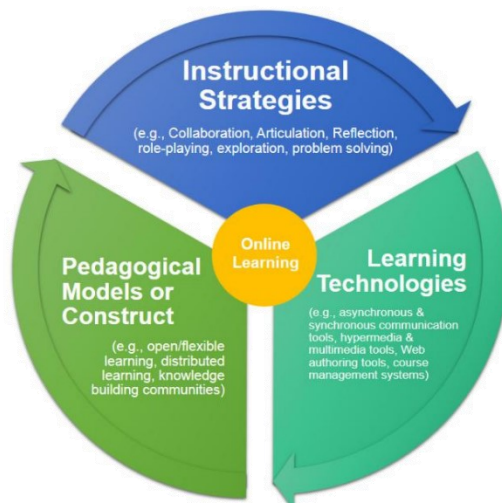 Instructional
Strategies
(e.g., Collaboration, Articulation, Reflection,
role-playing, exploration, problem solving)
Online
Learning
Pedagogical
Models or
Construct
(e.g., open/flexible
learning, distributed
learning, knowledge
building communities)
Learning
Technologies
(e.g., asynchronous &
synchronous communication
tools, hypermedia &
multimedia tools, Web
authoring tools, course
management systems)